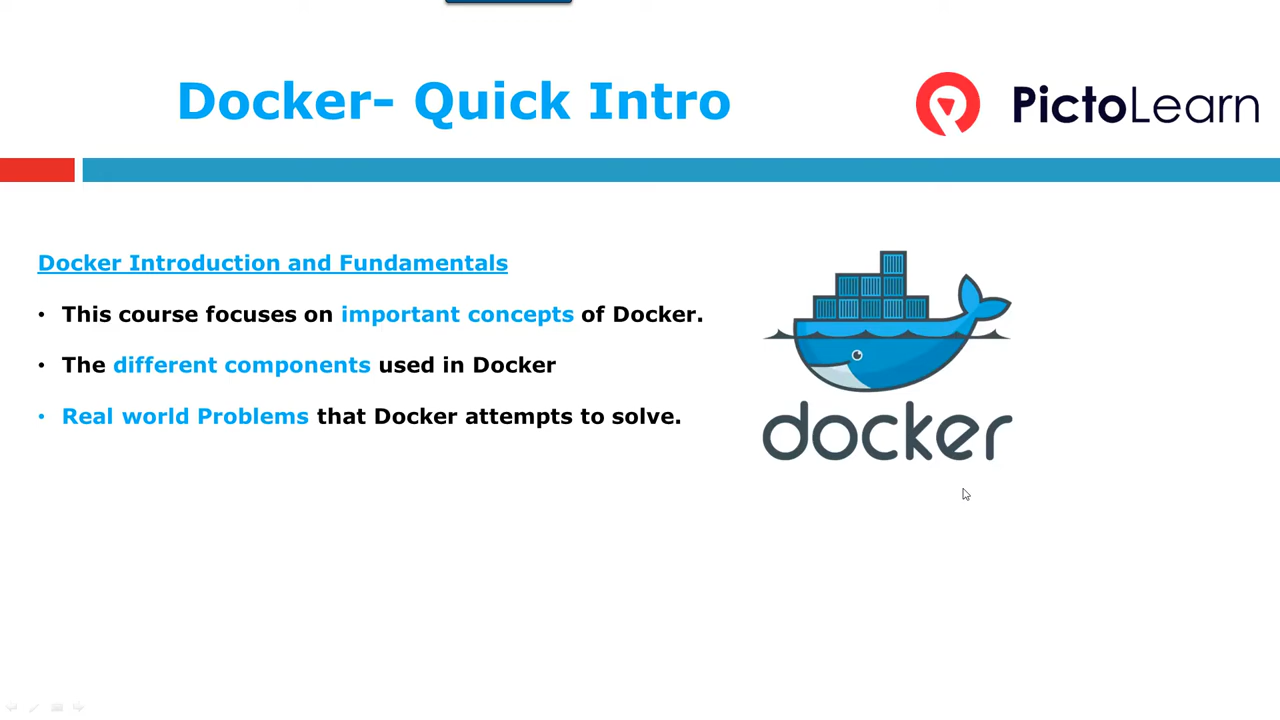 Docker- Quick Intro
PictoLearn
Docker Introduction and Fundamentals
• This course focuses on important concepts of Docker.
• The different components used in Docker
• Real world Problems that Docker attempts to solve.
docker